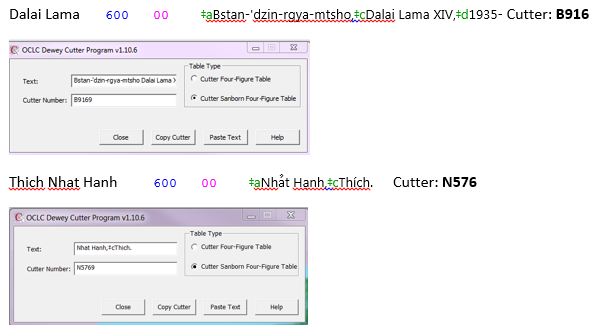 Dalai Lama 600 00 ‡aBstan-'dzin-rgya-mtsho,‡cDalai Lama XIV,‡d1935- Cutter: B916
OCLC Dewey Cutter Program v1.10.6
Table Type
Text: Bstan-'dzin-rgya-mtsho Dalai Lama X
Cutter Four-Figure Table
Cutter Number: B9169
Cutter Sanborn Four-Figure Table
Close Copy Cutter Paste Text Help
Thich Nhat Hanh 600 00 ‡aNhất Hạnh,‡cThích. Cutter: N576
OCLC Dewey Cutter Program v1.10.6
Table Type
Text: Nhat Hanh,‡cThich.
Cutter Four-Figure Table
Cutter Number: N5769
Cutter Sanborn Four-Figure Table
Close Copy Cutter Paste Text Help